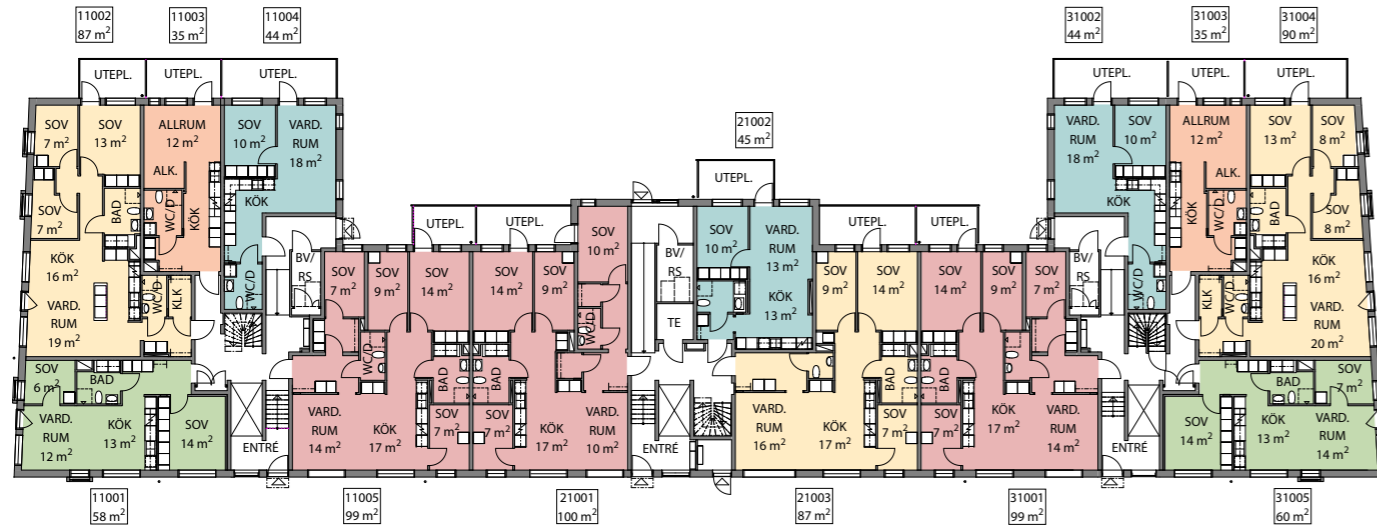 11002
87 m²
11003
35 m²
11004
44 m²
31002
44 m²
31003
35 m²
31004
90 m²
UTEPL.
UTEPL.
UTEPL.
UTEPL.
UTEPL.
UTEPL.
21002
45 m²
UTEPL.
UTEPL.
UTEPL.
UTEPL.
UTEPL.
SOV
7 m²
SOV
13 m²
SOV
7 m²
BAD
KÖK
16 m²
VARD.
RUM
19 m²
WC/D
KLK
ALLRUM
12 m²
ALK.
WC/D
KÖK
SOV
10 m²
VARD.
RUM
18 m²
KÖK
WC/D
BV/
RS
SOV
6 m²
BAD
VARD.
RUM
12 m²
KÖK
13 m²
SOV
14 m²
ENTRÉ
SOV
7 m²
SOV
9 m²
SOV
14 m²
WC/D
BAD
VARD.
RUM
14 m²
KÖK
17 m²
SOV
7 m²
SOV
14 m²
SOV
9 m²
SOV
10 m²
WC/D
BAD
SOV
7 m²
KÖK
17 m²
VARD.
RUM
10 m²
BV/
RS
TE
ENTRÉ
SOV
10 m²
VARD.
RUM
13 m²
KÖK
13 m²
SOV
9 m²
SOV
14 m²
BAD
VARD.
RUM
16 m²
KÖK
17 m²
SOV
7 m²
SOV
14 m²
SOV
9 m²
SOV
7 m²
BAD
WC/D
SOV
7 m²
KÖK
17 m²
VARD.
RUM
14 m²
BV/
RS
ENTRÉ
VARD.
RUM
18 m²
SOV
10 m²
KÖK
WC/D
ALLRUM
12 m²
ALK.
KÖK
WC/D
SOV
13 m²
SOV
8 m²
BAD
SOV
8 m²
KÖK
16 m²
VARD.
RUM
20 m²
KLK
WC/D
BAD
SOV
7 m²
SOV
14 m²
KÖK
13 m²
VARD.
RUM
14 m²
11001
58 m²
11005
99 m²
21001
100 m²
21003
87 m²
31001
99 m²
31005
60 m²